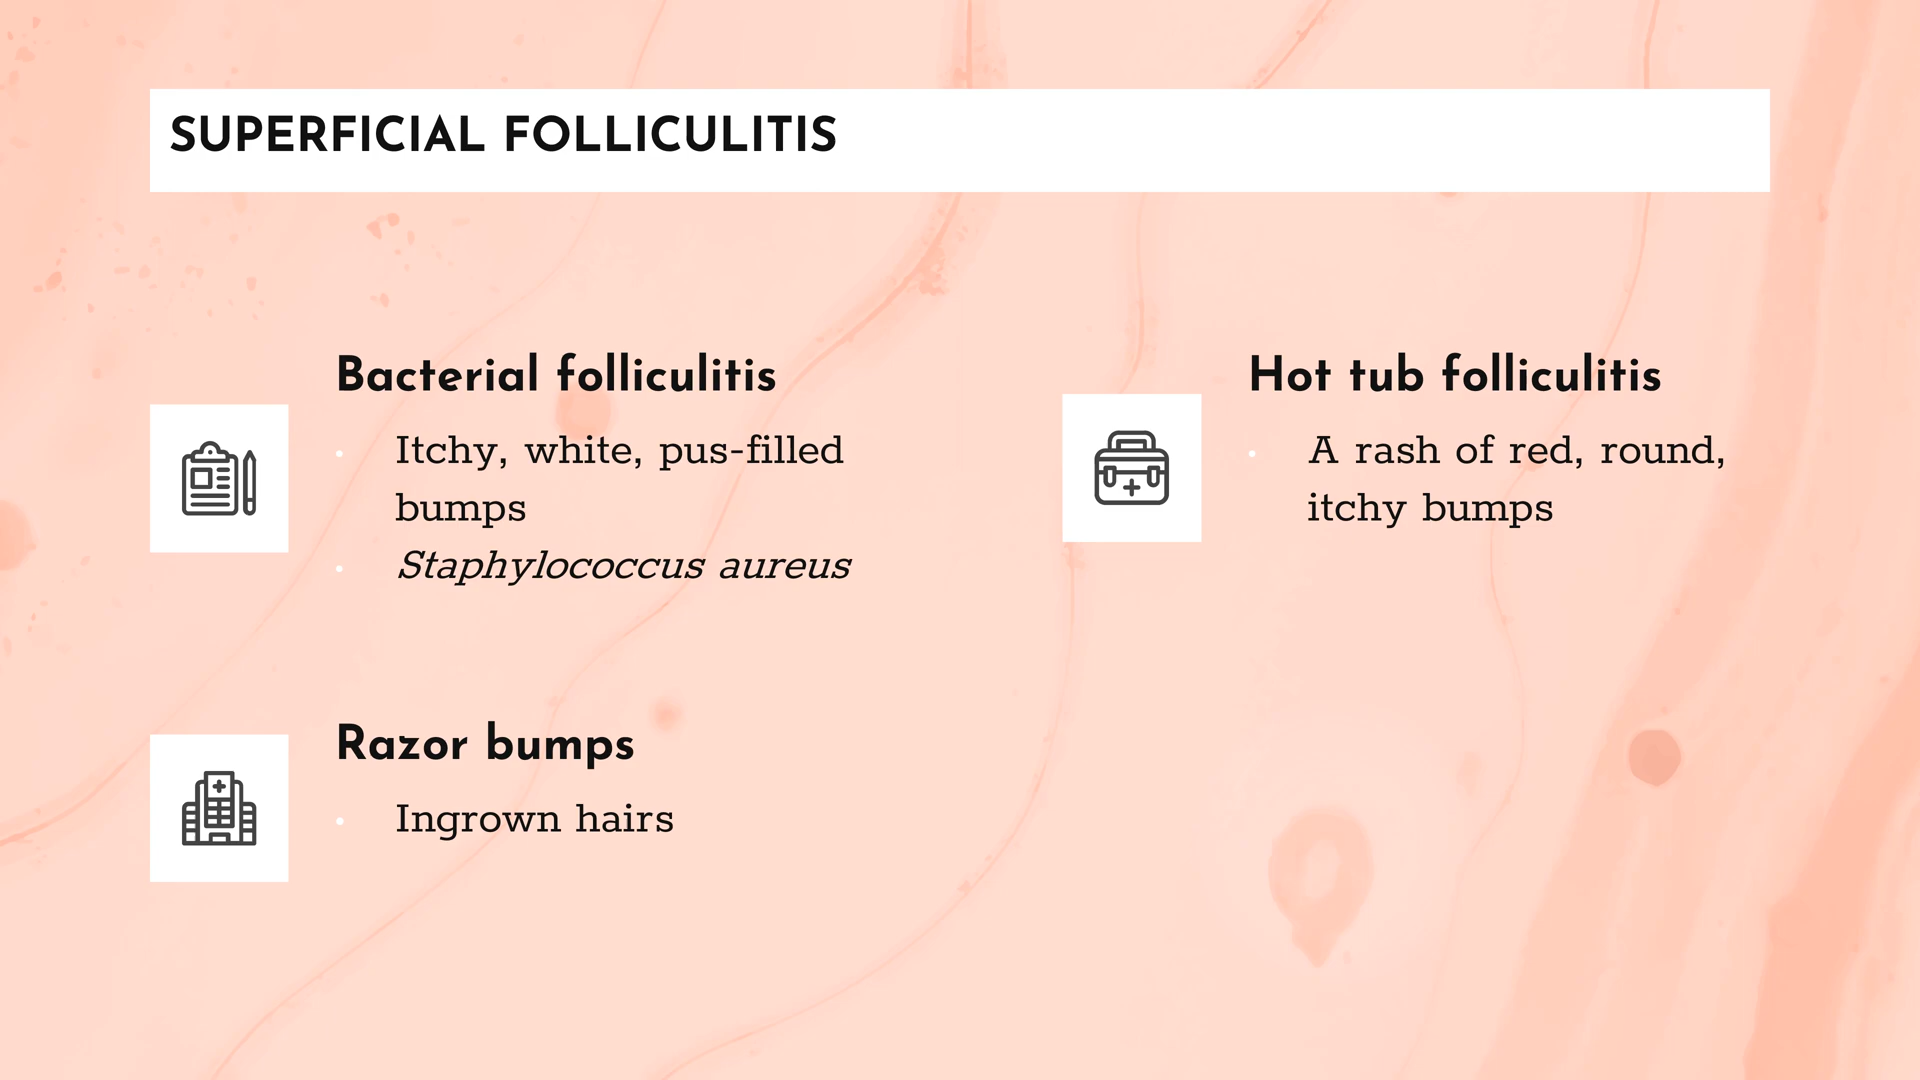 SUPERFICIAL FOLLICULITIS
Bacterial folliculitis
• Itchy, white, pus-filled
bumps
• Staphylococcus aureus
Hot tub folliculitis
• A rash of red, round,
itchy bumps
Razor bumps
• Ingrown hairs